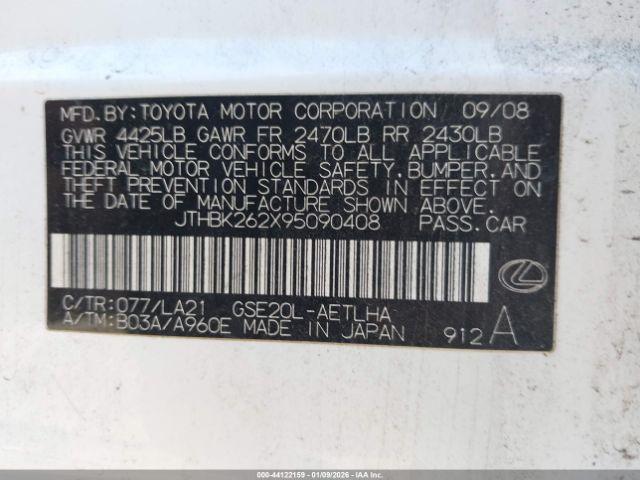 MFD.BY:TOYOTA MOTOR CORPORATION 09/08
GVWR 4425LB GAWR FR 2470LB RR 2430LB
THIS VEHICLE CONFORMS TO ALL APPLICABLE
FEDERAL MOTOR VEHICLE SAFETY,BUMPER,AND
THEFT PREVENTION STANDARDS IN EFFECT ON
THE DATE OF MANUFACTURE SHOWN ABOVE.
JTHBK262X95090408 PASS.CAR
C/TR:077/LA21 GSE20L-AETLHA
A/TM:B03A/A960E MADE IN JAPAN 912A
000-44122159 - 01/09/2026 - IAAI.COM